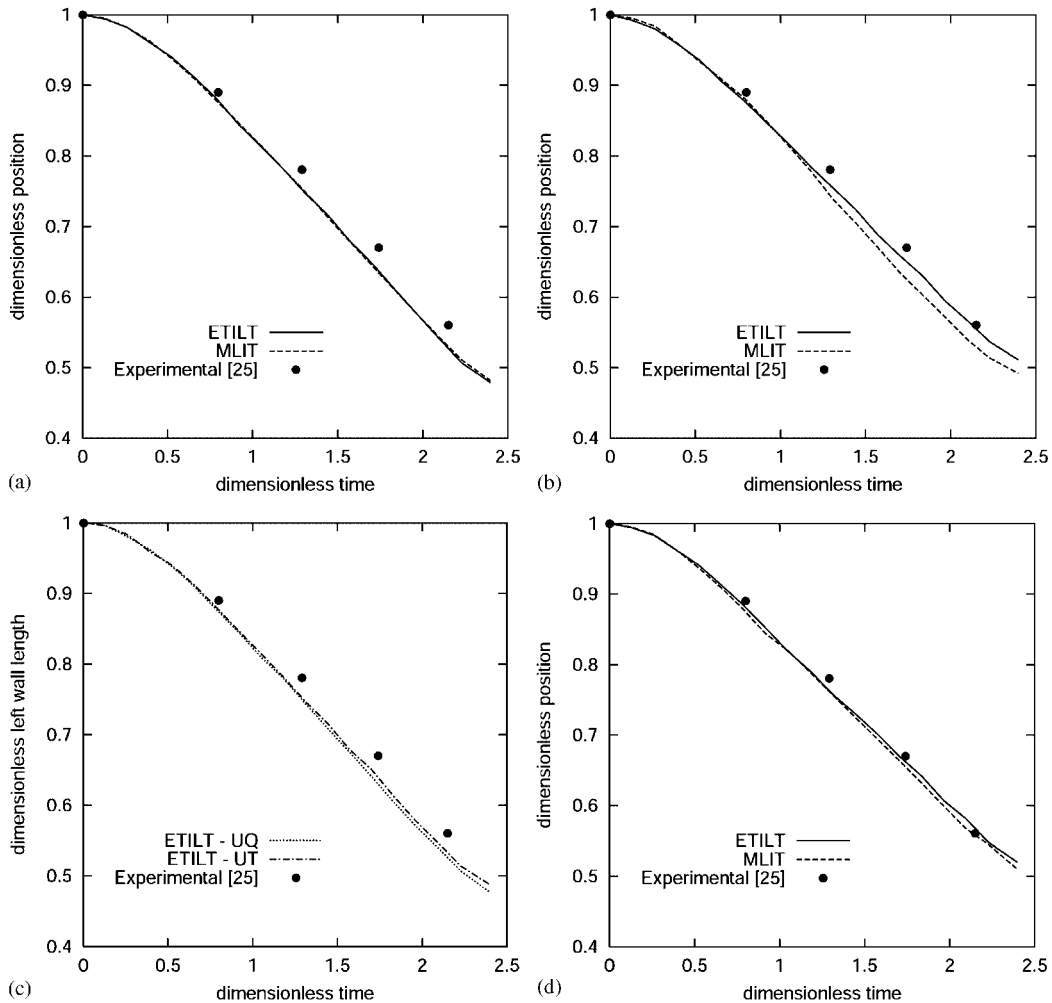 1
0.9
0.8
0.7
0.6
0.5
0.4
dimensionless position
ETILT
MLIT
Experimental [25]
0
0.5
1
1.5
2
2.5
dimensionless time
(a)
1
0.9
0.8
0.7
0.6
0.5
0.4
dimensionless position
ETILT
MLIT
Experimental [25]
0
0.5
1
1.5
2
2.5
dimensionless time
(b)
1
0.9
0.8
0.7
0.6
0.5
0.4
dimensionless left wall length
ETILT - UQ
ETILT - UT
Experimental [25]
0
0.5
1
1.5
2
2.5
dimensionless time
(c)
1
0.9
0.8
0.7
0.6
0.5
0.4
dimensionless position
ETILT
MLIT
Experimental [25]
0
0.5
1
1.5
2
2.5
dimensionless time
(d)